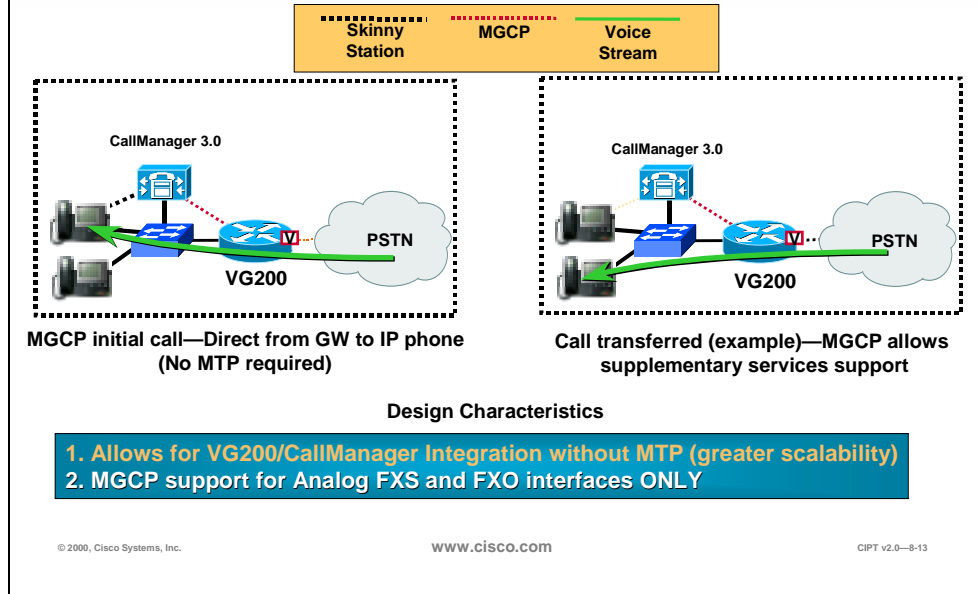 Skinny
Station
MGCP
Voice
Stream
CallManager 3.0
V
PSTN
VG200
MGCP initial call—Direct from GW to IP phone
(No MTP required)
CallManager 3.0
V
PSTN
VG200
Call transferred (example)—MGCP allows
supplementary services support
Design Characteristics
1. Allows for VG200/CallManager Integration without MTP (greater scalability)
2. MGCP support for Analog FXS and FXO interfaces ONLY
© 2000, Cisco Systems, Inc.
www.cisco.com
CIPT v2.0—8-13